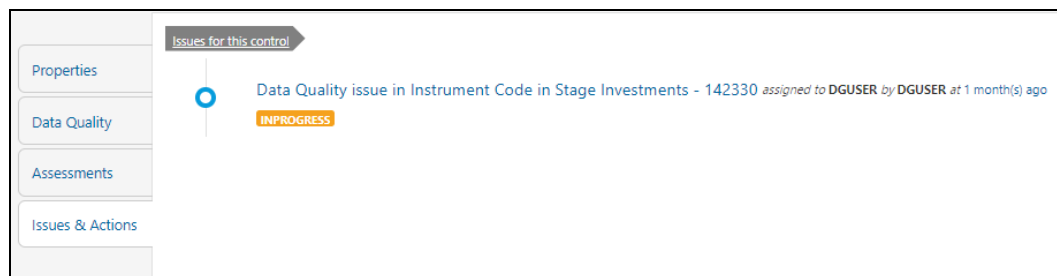 Issues for this control
Properties
Data Quality issue in Instrument Code in Stage Investments - 142330 assigned to DGUSER by DGUSER at 1 month(s) ago
INPROGRESS
Data Quality
Assessments
Issues & Actions